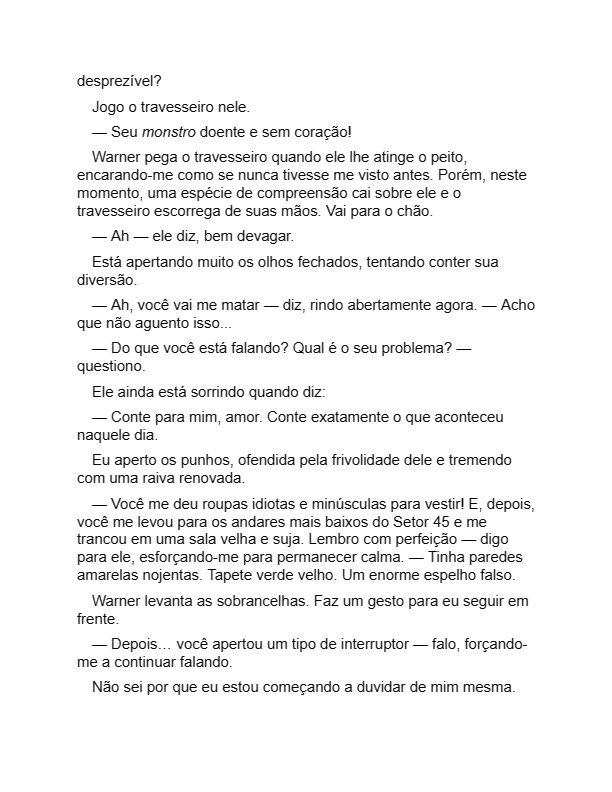 desprezível?
Jogo o travesseiro nele.
— Seu monstro doente e sem coração!
Warner pega o travesseiro quando ele lhe atinge o peito,
encarando-me como se nunca tivesse me visto antes. Porém, neste
momento, uma espécie de compreensão cai sobre ele e o
travesseiro escorrega de suas mãos. Vai para o chão.
— Ah — ele diz, bem devagar.
Está apertando muito os olhos fechados, tentando conter sua
diversão.
— Ah, você vai me matar — diz, rindo abertamente agora. — Acho
que não aguento isso...
— Do que você está falando? Qual é o seu problema? —
questiono.
Ele ainda está sorrindo quando diz:
— Conte para mim, amor. Conte exatamente o que aconteceu
naquele dia.
Eu aperto os punhos, ofendida pela frivolidade dele e tremendo
com uma raiva renovada.
— Você me deu roupas idiotas e minúsculas para vestir! E, depois,
você me levou para os andares mais baixos do Setor 45 e me
trancou em uma sala velha e suja. Lembro com perfeição — digo
para ele, esforçando-me para permanecer calma. — Tinha paredes
amarelas nojentas. Tapete verde velho. Um enorme espelho falso.
Warner levanta as sobrancelhas. Faz um gesto para eu seguir em
frente.
— Depois… você apertou um tipo de interruptor — falo, forçando-
me a continuar falando.
Não sei por que eu estou começando a duvidar de mim mesma.